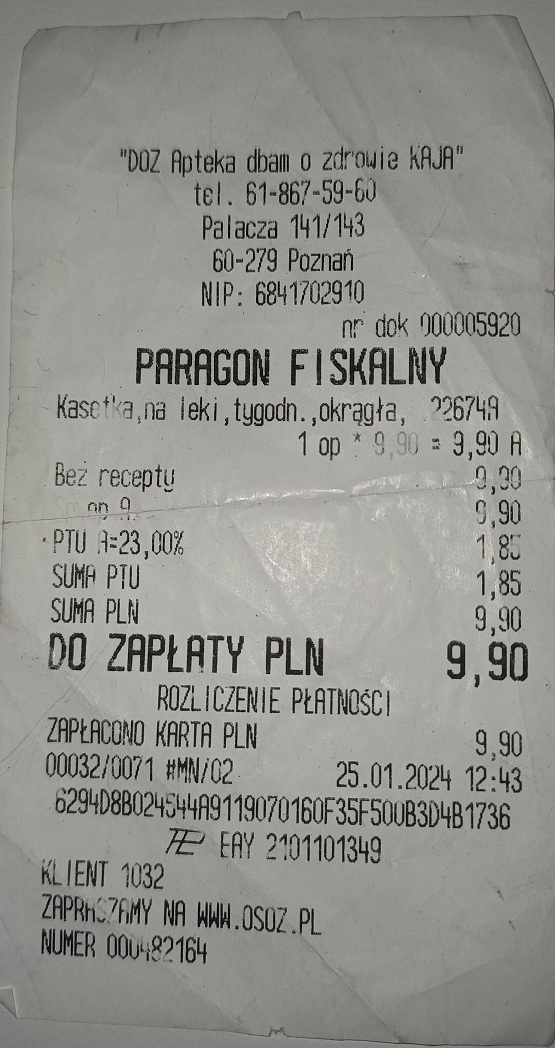 "DOZ Apteka dbam o zdrowie KAJA"
tel. 61-867-59-60
Palacza 141/143
60-279 Poznań
NIP: 6841702910
nr dok 000005920
PARAGON FISKALNY
Kasetka,na leki,tygodn.,okrągła, 226749A
1 op * 9,90 = 9,90 A
Bez recepty 9,90
op A 9,90
PTU A=23,00% 1,85
SUMA PTU 1,85
SUMA PLN 9,90
DO ZAPŁATY PLN 9,90
ROZLICZENIE PŁATNOŚCI
ZAPŁACONO KARTA PLN 9,90
00032/0071 #MN/02 25.01.2024 12:43
6294D8B024544A9119070160F35F500B3D4B1736
EAY 2101101349
KLIENT 1032
ZAPRASZAMY NA WWW.OSOZ.PL
NUMER 000482164